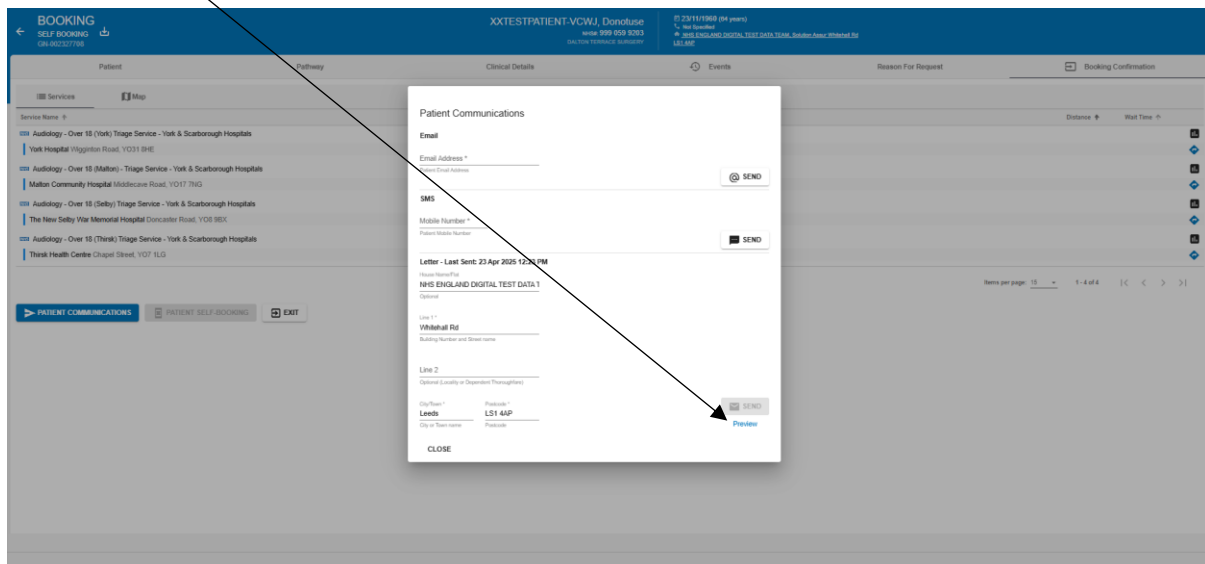 BOOKING
SELF BOOKING
GN-002327798
XXTESTPATIENT-VCWJ, Donotuse
NHS#: 999 059 9203
DALTON TERRACE SURGERY
23/11/1960 (64 years)
Not Specified
NHS ENGLAND DIGITAL TEST DATA TEAM, Solution Assur Whitehall Rd
LS1 4AP
Patient
Pathway
Clinical Details
Events
Reason For Request
Booking Confirmation
Services
Map
Service Name
Distance
Wait Time
Audiology - Over 18 (York) Triage Service - York & Scarborough Hospitals
York Hospital Wigginton Road, YO31 8HE
Audiology - Over 18 (Malton) - Triage Service - York & Scarborough Hospitals
Malton Community Hospital Middlecave Road, YO17 7NG
Audiology - Over 18 (Selby) Triage Service - York & Scarborough Hospitals
The New Selby War Memorial Hospital Doncaster Road, YO8 9BX
Audiology - Over 18 (Thirsk) Triage Service - York & Scarborough Hospitals
Thirsk Health Centre Chapel Street, YO7 1LG
Items per page: 15
1 - 4 of 4
PATIENT COMMUNICATIONS
PATIENT SELF-BOOKING
EXIT
Patient Communications
Email
Email Address *
Patient Email Address
SEND
SMS
Mobile Number *
Patient Mobile Number
SEND
Letter - Last Sent: 23 Apr 2025 12:23 PM
House Name/Flat
NHS ENGLAND DIGITAL TEST DATA T
Optional
Line 1 *
Whitehall Rd
Building Number and Street name
Line 2
Optional (Locality or Dependent Thoroughfare)
City/Town *
Postcode *
Leeds
LS1 4AP
City or Town name
Postcode
SEND
Preview
CLOSE